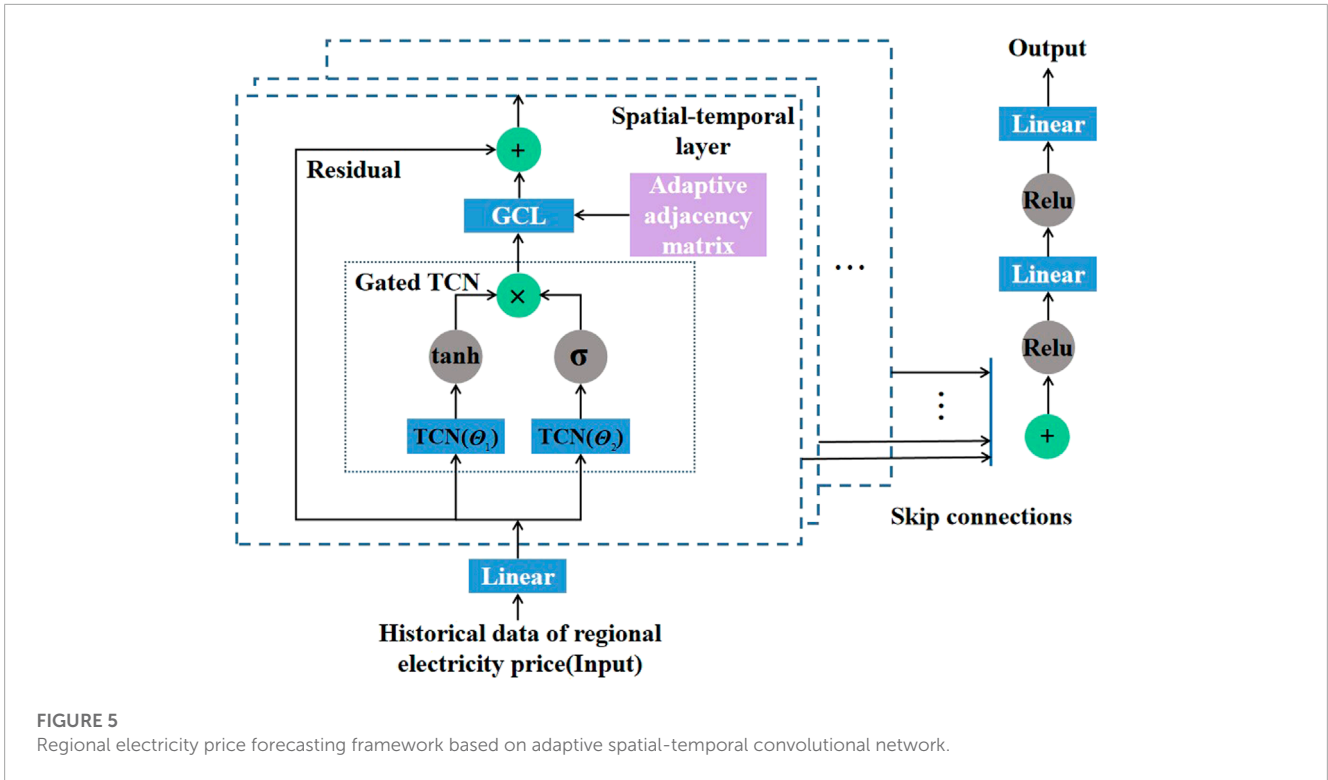 Output
Linear
Spatial-temporal
layer
+
Residual
Adaptive
adjacency
matrix
GCL
Relu
Linear
...
Gated TCN
×
tanh
σ
Relu
TCN(Θ1)
TCN(Θ2)
+
Skip connections
Linear
Historical data of regional
electricity price(Input)
FIGURE 5
Regional electricity price forecasting framework based on adaptive spatial-temporal convolutional network.